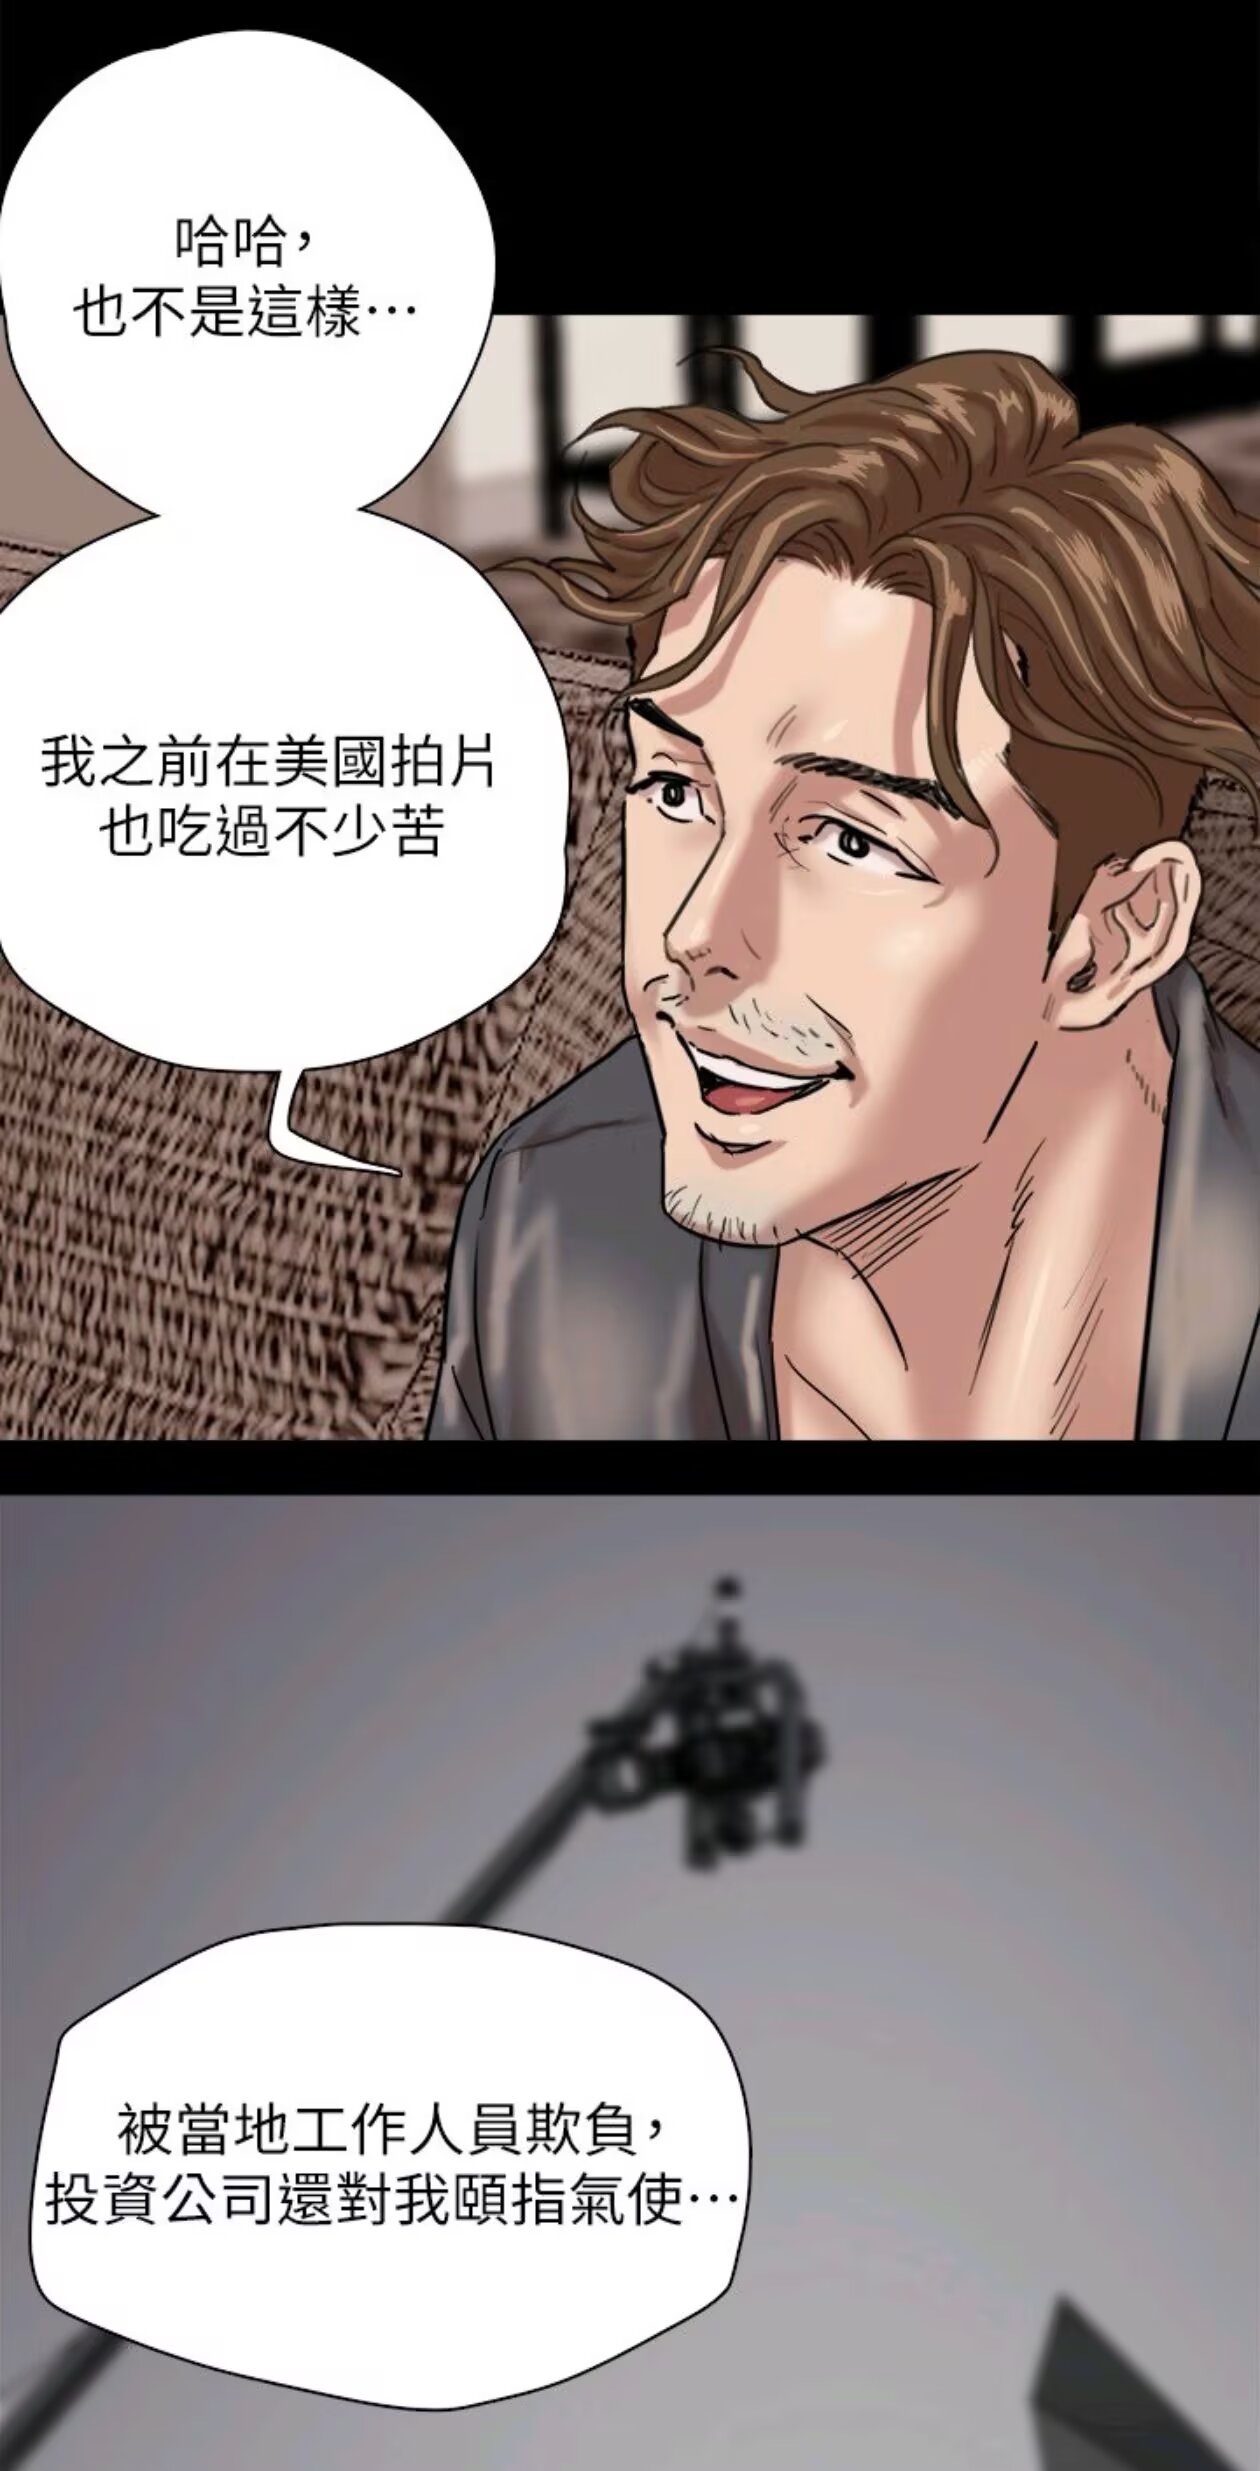 哈哈，
也不是這樣⋯
我之前在美國拍片
也吃過不少苦
被當地工作人員欺負，
投資公司還對我頤指氣使⋯